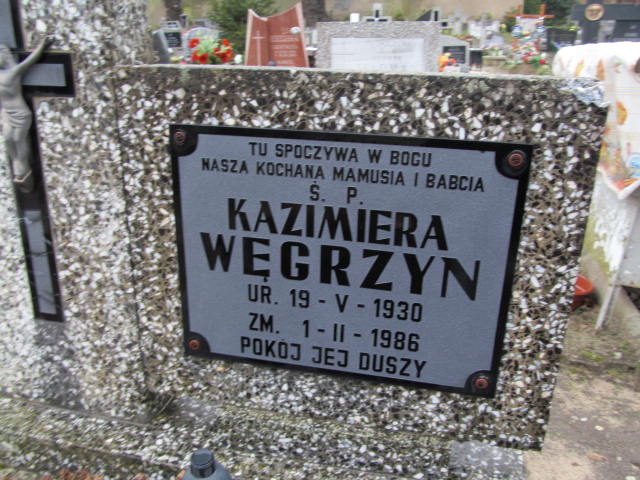 TU SPOCZYWA W BOGU
NASZA KOCHANA MAMUSIA I BABCIA
Ś. P.
KAZIMIERA
WĘGRZYN
UR. 19-V-1930
ZM. 1-II-1986
POKÓJ JEJ DUSZY